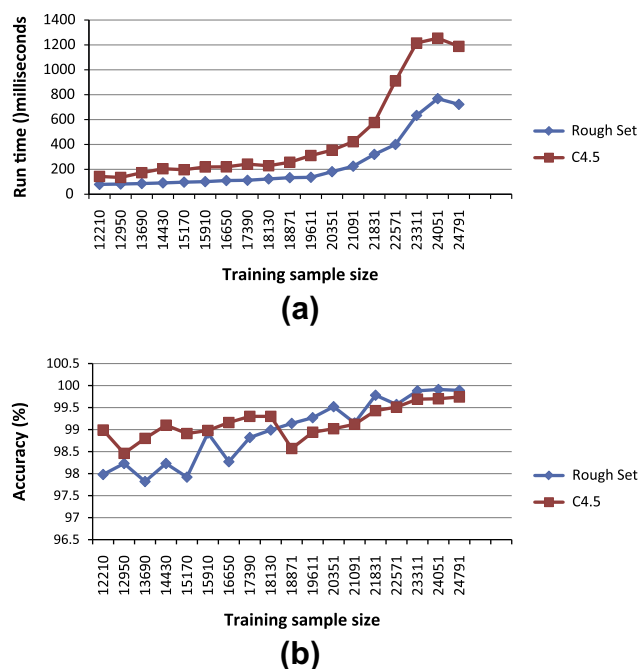 1400
1200
1000
800
600
400
200
0
Run time ()milliseconds
12210 12950 13690 14430 15170 15910 16650 17390 18130 18871 19611 20351 21091 21831 22571 23311 24051 24791
Training sample size
Rough Set
C4.5
(a)
100.5
100
99.5
99
98.5
98
97.5
97
96.5
Accuracy (%)
12210 12950 13690 14430 15170 15910 16650 17390 18130 18871 19611 20351 21091 21831 22571 23311 24051 24791
Training sample size
Rough Set
C4.5
(b)